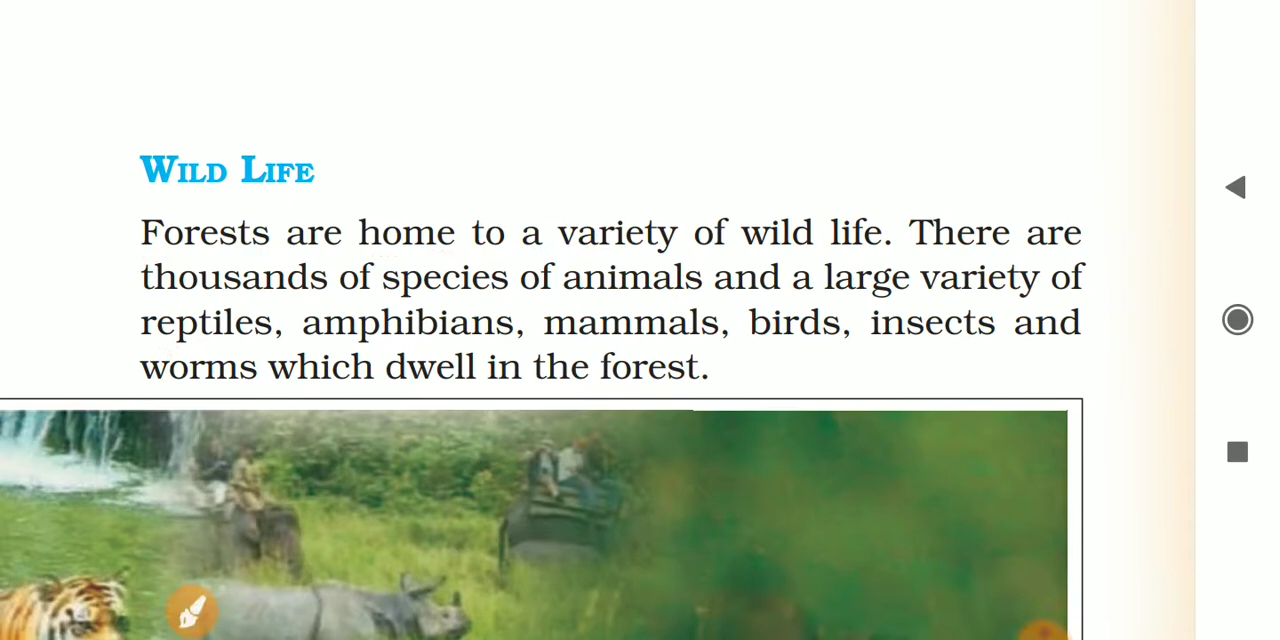 WILD LIFE
Forests are home to a variety of wild life. There are
thousands of species of animals and a large variety of
reptiles, amphibians, mammals, birds, insects and
worms which dwell in the forest.